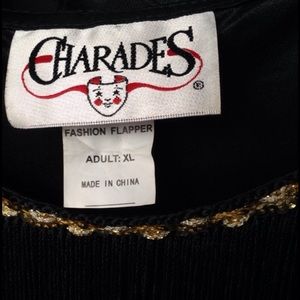 CHARADES
®
FASHION FLAPPER
ADULT: XL
MADE IN CHINA